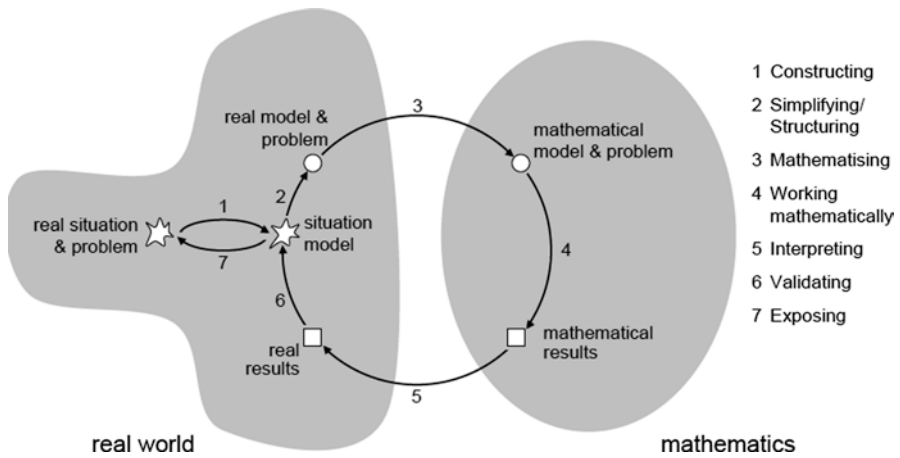 3
real model &
problem
mathematical
model & problem
2
1
real situation
& problem
situation
model
7
4
6
real
results
mathematical
results
5
real world
mathematics
1 Constructing
2 Simplifying/
Structuring
3 Mathematising
4 Working
mathematically
5 Interpreting
6 Validating
7 Exposing